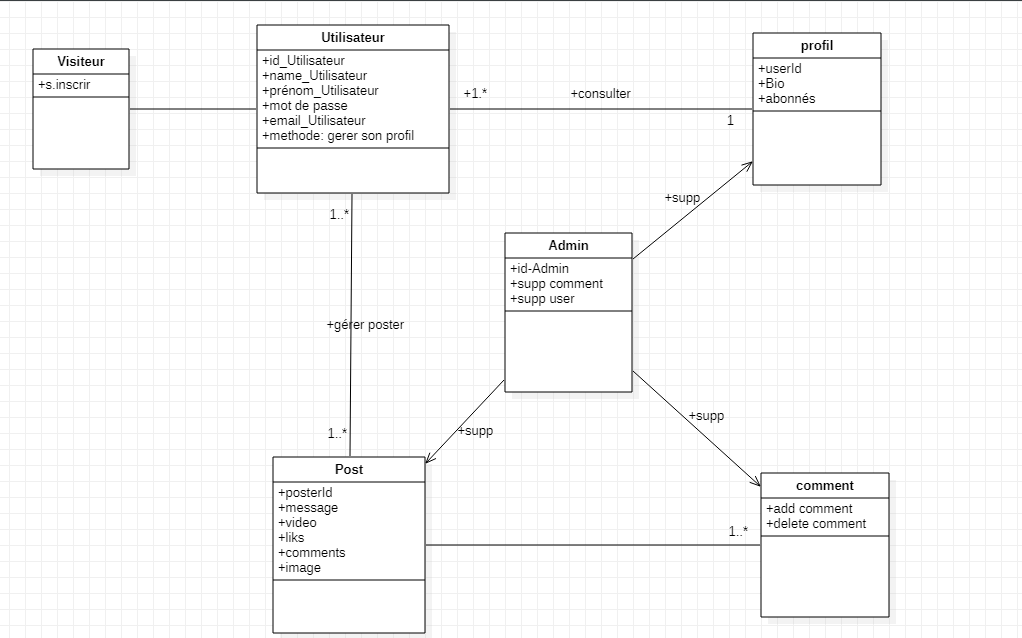 Visiteur
+s.inscrir
Utilisateur
+id_Utilisateur
+name_Utilisateur
+prénom_Utilisateur
+mot de passe
+email_Utilisateur
+methode: gerer son profil
+1.*
+consulter
1
profil
+userId
+Bio
+abonnés
1..*
+gérer poster
1..*
+supp
Admin
+id-Admin
+supp comment
+supp user
+supp
+supp
Post
+posterId
+message
+video
+liks
+comments
+image
1..*
comment
+add comment
+delete comment